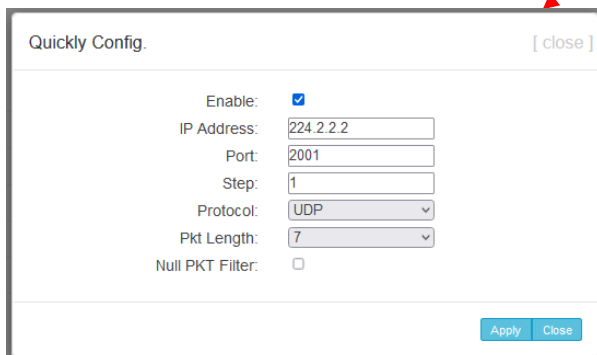 Quickly Config. [ close ]
Enable:
IP Address: 224.2.2.2
Port: 2001
Step: 1
Protocol: UDP
Pkt Length: 7
Null PKT Filter:
Apply Close